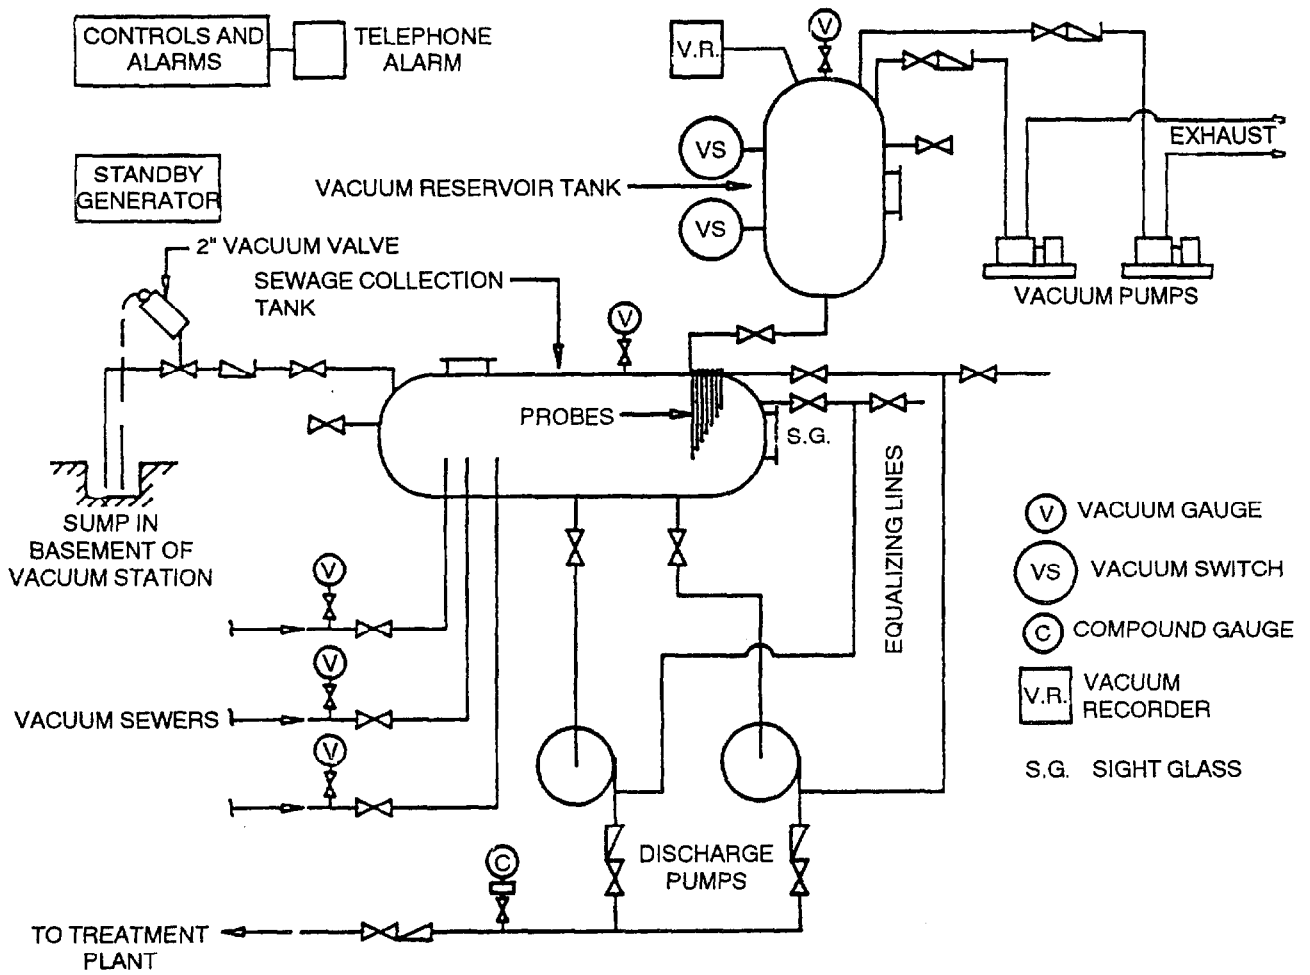 CONTROLS AND
ALARMS
TELEPHONE
ALARM
V.R.
V
EXHAUST
VS
STANDBY
GENERATOR
VACUUM RESERVOIR TANK
VS
2" VACUUM VALVE
SEWAGE COLLECTION
TANK
VACUUM PUMPS
V
PROBES
S.G.
EQUALIZING LINES
SUMP IN
BASEMENT OF
VACUUM STATION
V
V
VACUUM SEWERS
V
V VACUUM GAUGE
VS VACUUM SWITCH
C COMPOUND GAUGE
V.R. VACUUM
RECORDER
S.G. SIGHT GLASS
DISCHARGE
PUMPS
C
TO TREATMENT
PLANT